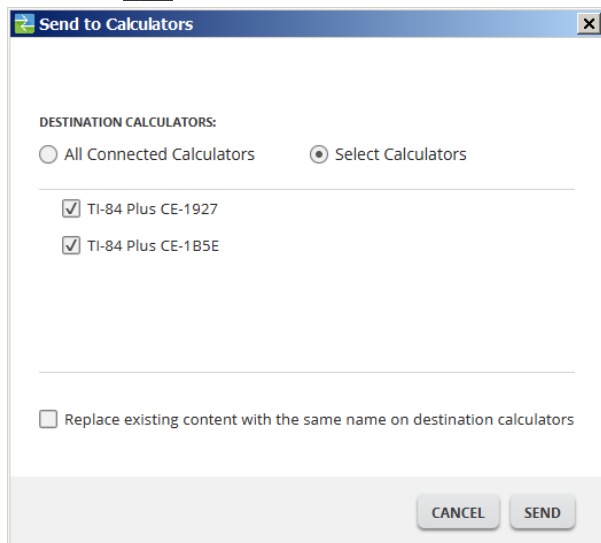 Send to Calculators
DESTINATION CALCULATORS:
All Connected Calculators Select Calculators
TI-84 Plus CE-1927
TI-84 Plus CE-1B5E
Replace existing content with the same name on destination calculators
CANCEL SEND